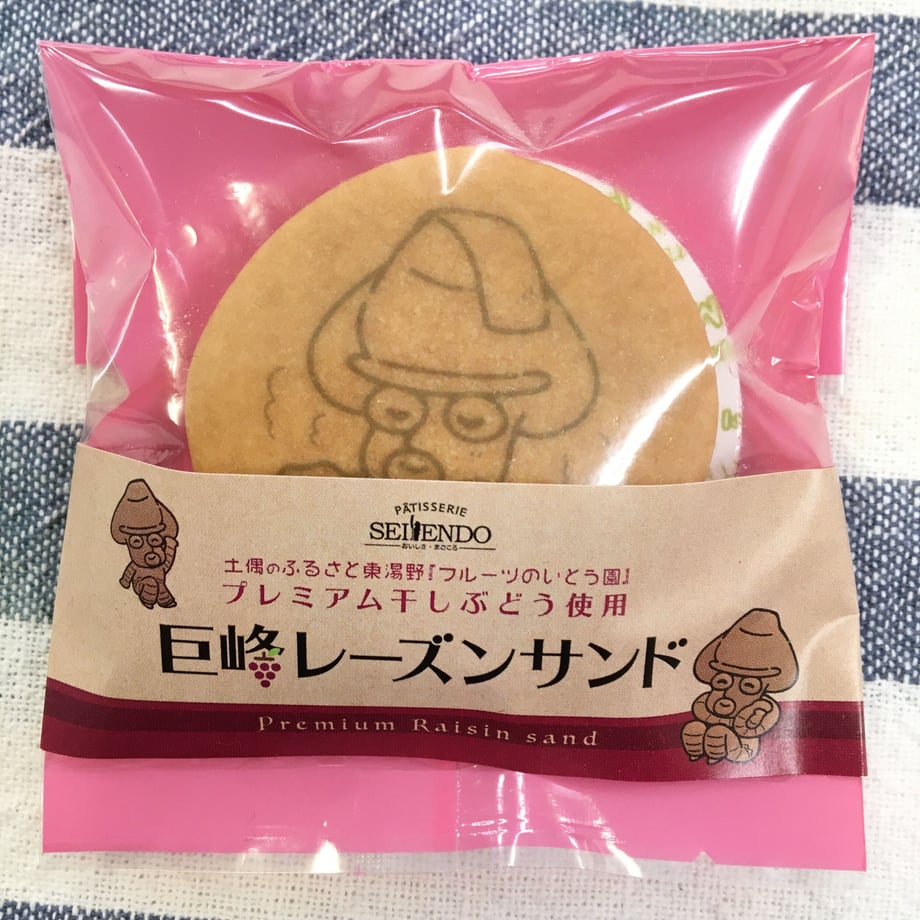 PÂTISSERIE
SEIENDO
おいしさ・まごころ
土偶のふるさと東湯野『フルーツのいとう園』
プレミアム干しぶどう使用
巨峰レーズンサンド
Premium Raisin sand